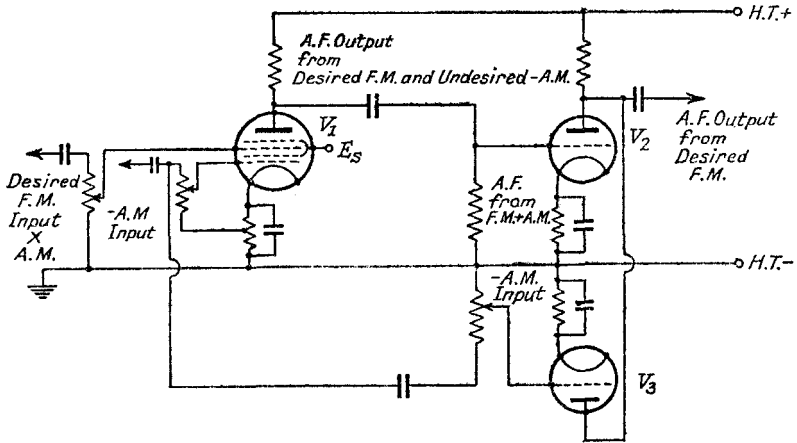 H.T.+
A.F. Output
from
Desired F.M. and Undesired -A.M.
V1
Es
V2
A.F. Output
from
Desired
F.M.
Desired
F.M.
Input
×
A.M.
-A.M
Input
A.F.
from
F.M.+A.M.
H.T.-
-A.M.
Input
V3